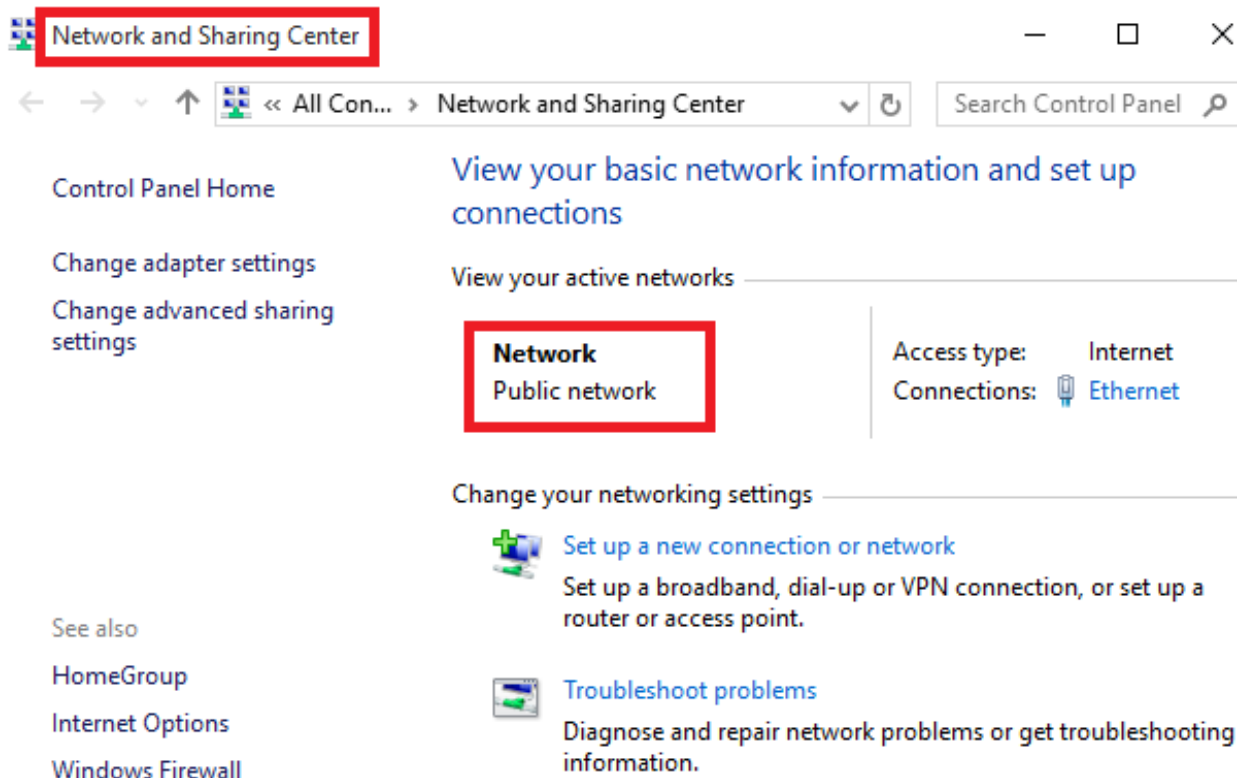 Network and Sharing Center
« All Con... › Network and Sharing Center
Search Control Panel
Control Panel Home
Change adapter settings
Change advanced sharing
settings
See also
HomeGroup
Internet Options
Windows Firewall
View your basic network information and set up
connections
View your active networks
Network
Public network
Access type: Internet
Connections: Ethernet
Change your networking settings
Set up a new connection or network
Set up a broadband, dial-up or VPN connection, or set up a
router or access point.
Troubleshoot problems
Diagnose and repair network problems or get troubleshooting
information.